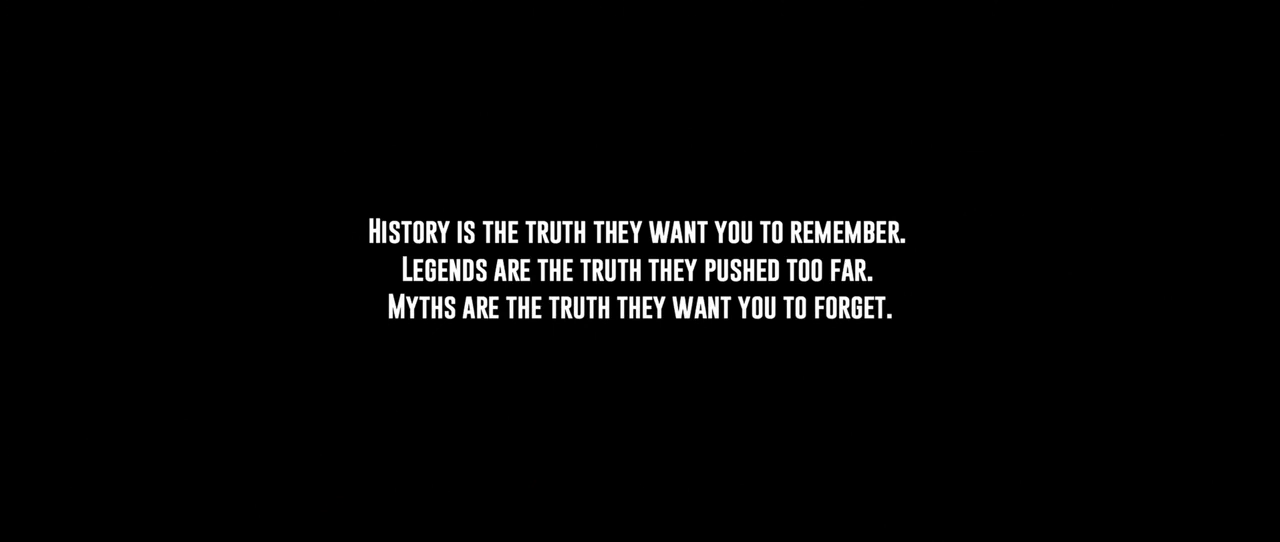 History is the truth they want you to remember.
Legends are the truth they pushed too far.
Myths are the truth they want you to forget.